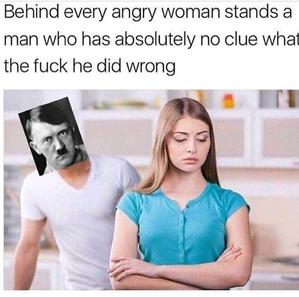 Behind every angry woman stands a
man who has absolutely no clue what
the fuck he did wrong